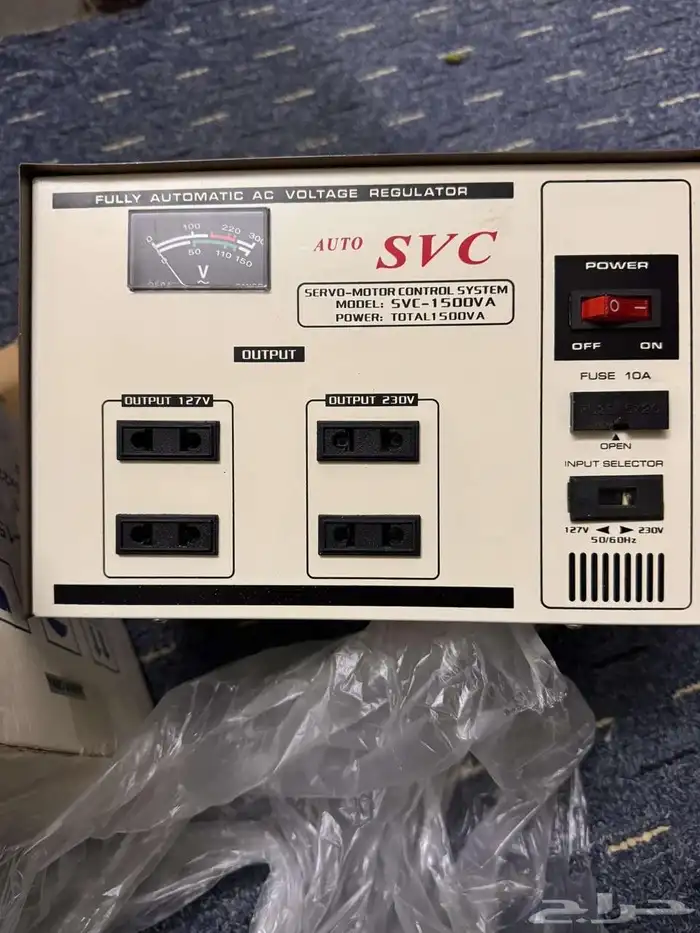 FULLY AUTOMATIC AC VOLTAGE REGULATOR
0 100 220 300
0 50 110 150
V
AUTO SVC
SERVO-MOTOR CONTROL SYSTEM
MODEL: SVC-1500VA
POWER: TOTAL1500VA
OUTPUT
OUTPUT 127V
OUTPUT 230V
POWER
OFF ON
FUSE 10A
OPEN
INPUT SELECTOR
127V 230V
50/60Hz
حراج